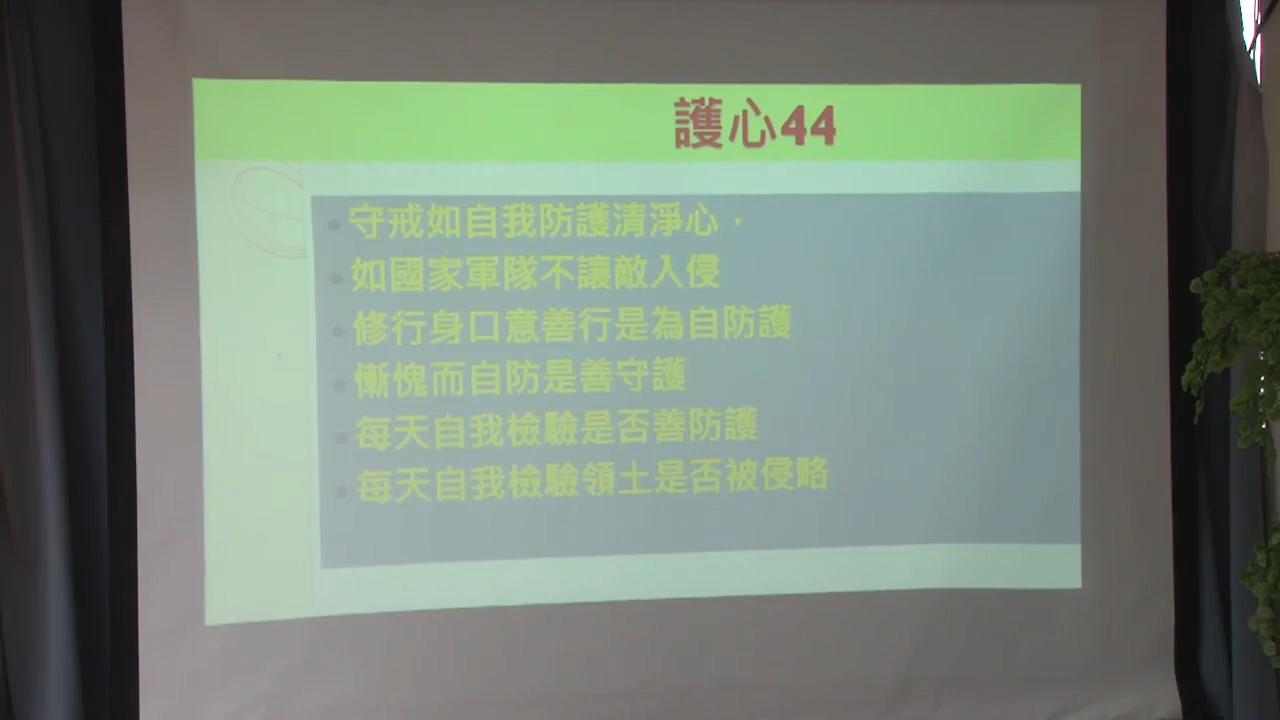 護心44
守戒如自我防護清淨心，
如國家軍隊不讓敵入侵
修行身口意善行是為自防護
慚愧而自防是善守護
每天自我檢驗是否善防護
每天自我檢驗領土是否被侵略